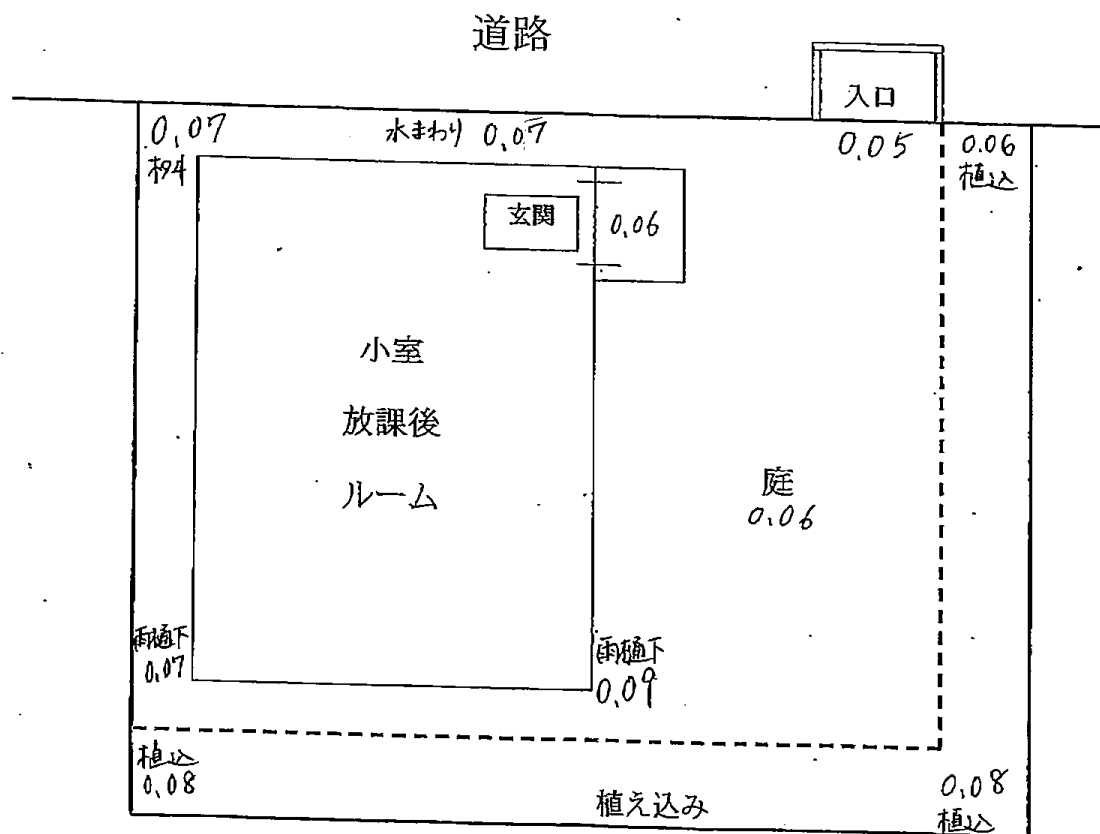 道路
入口
0.07
水まわり 0.07
0.05
0.06
植込
玄関
0.06
小室
放課後
ルーム
庭
0.06
雨樋下
0.07
雨樋下
0.09
植込
0.08
植え込み
0.08
植込